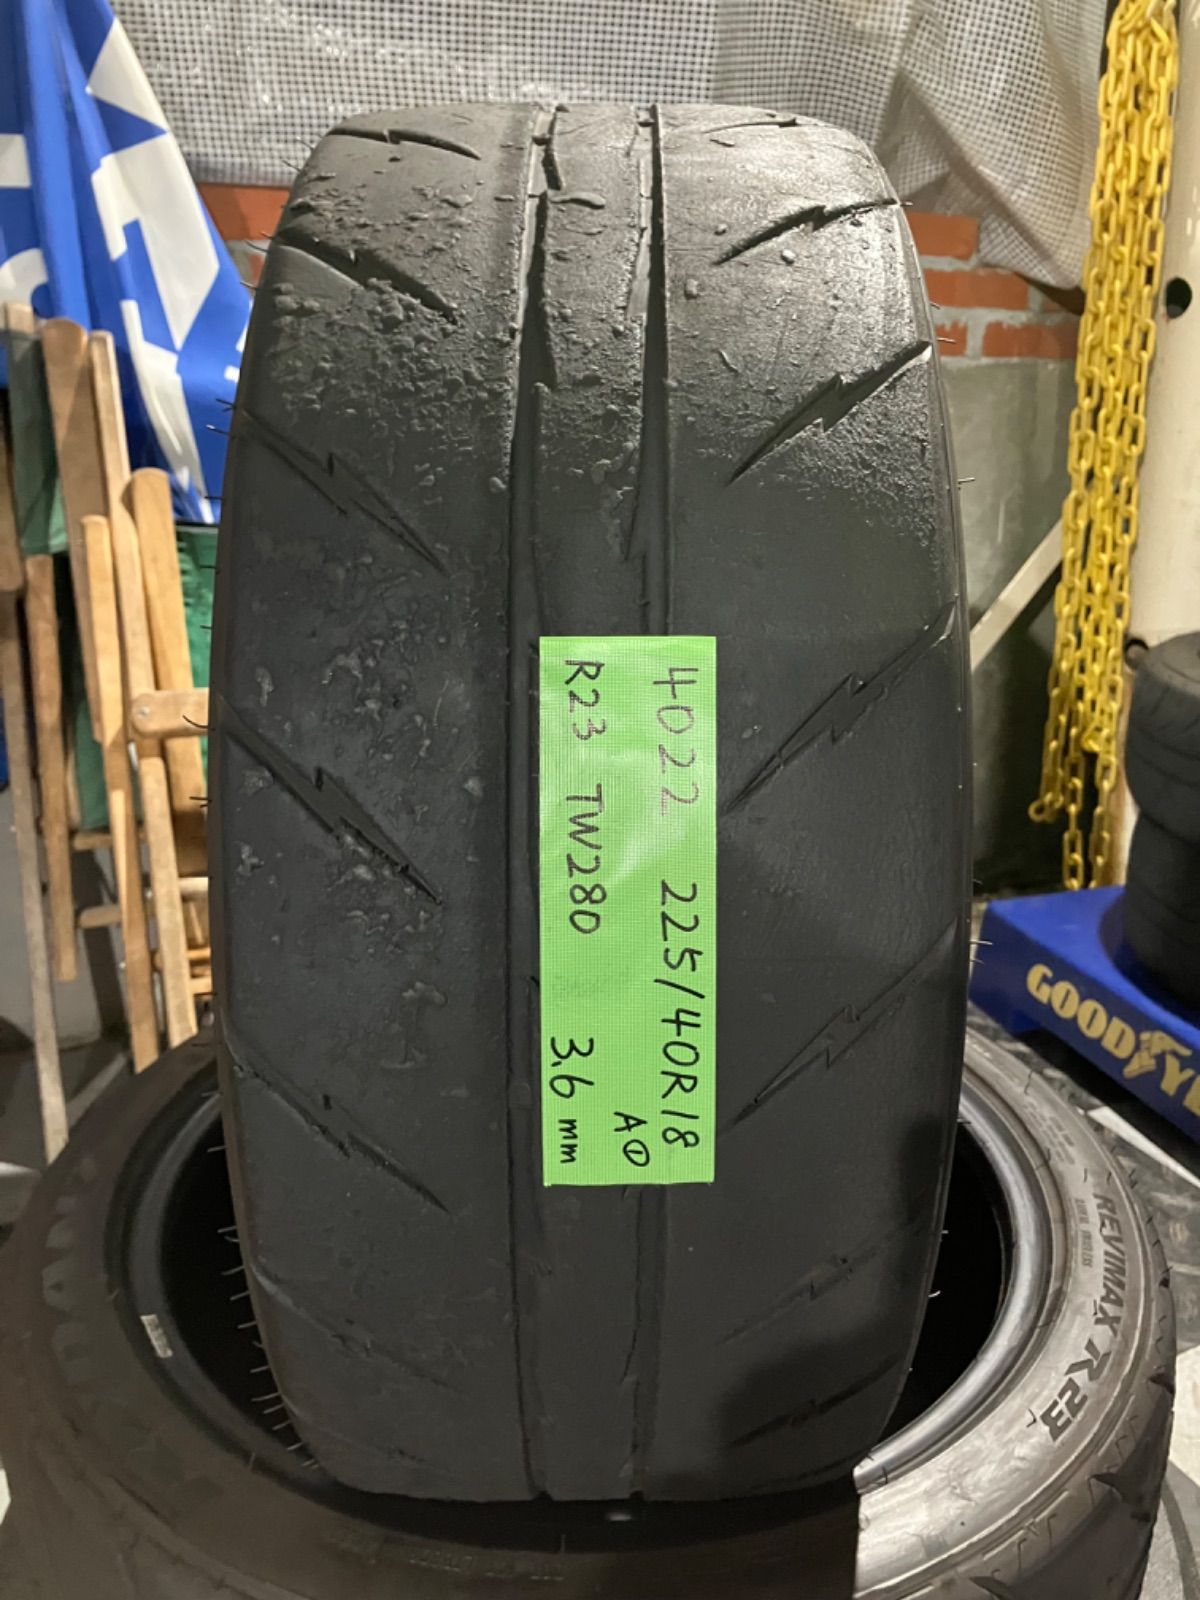 4022 225/40R18
A①
R23 TW280 3.6 mm
GOODYE
REVIMAX R23